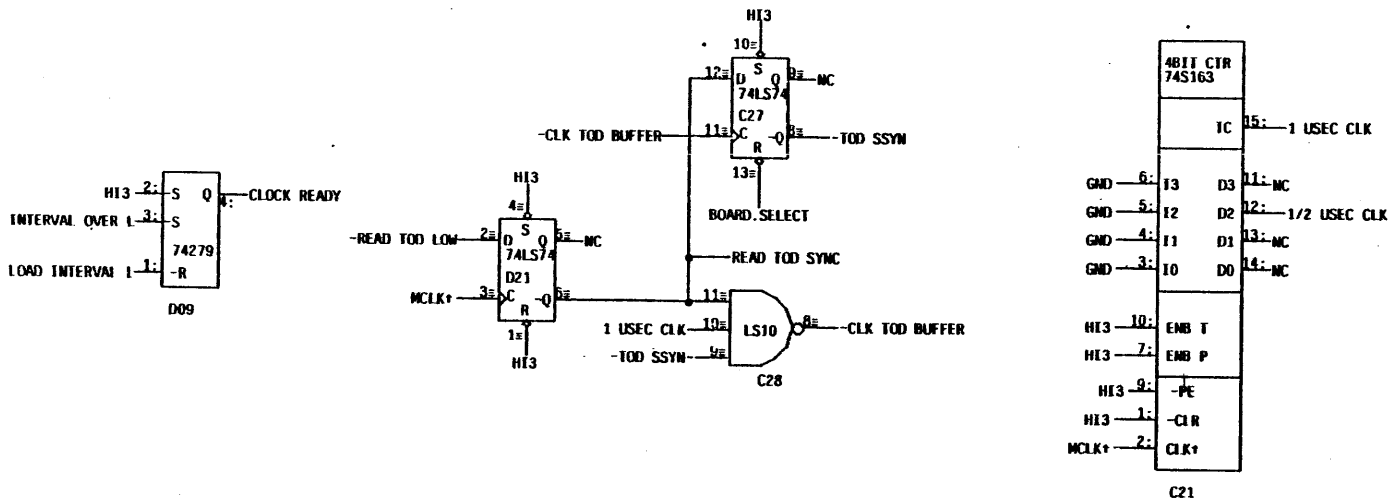 HI3
10 S
12 D Q 9 NC
74LS74
C27
-CLK TOD BUFFER 11 C -Q 8 -TOD SSYN
R
13
BOARD.SELECT
HI3 2: S Q 4: CLOCK READY
INTERVAL OVER L 3: S
74279
LOAD INTERVAL L 1: -R
D09
HI3
4 S
-READ TOD LOW 2 D Q 5 NC
74LS74
D21
MCLK↑ 3 C -Q 6
R
1
HI3
READ TOD SYNC
11
1 USEC CLK 10 LS10 8 -CLK TOD BUFFER
-TOD SSYN 9
C28
4BIT CTR
74S163
TC 15: 1 USEC CLK
GND 6: I3 D3 11: NC
GND 5: I2 D2 12: 1/2 USEC CLK
GND 4: I1 D1 13: NC
GND 3: I0 D0 14: NC
HI3 10: ENB T
HI3 7: ENB P
HI3 9: -PE
HI3 1: -CLR
MCLK↑ 2: CLK↑
C21